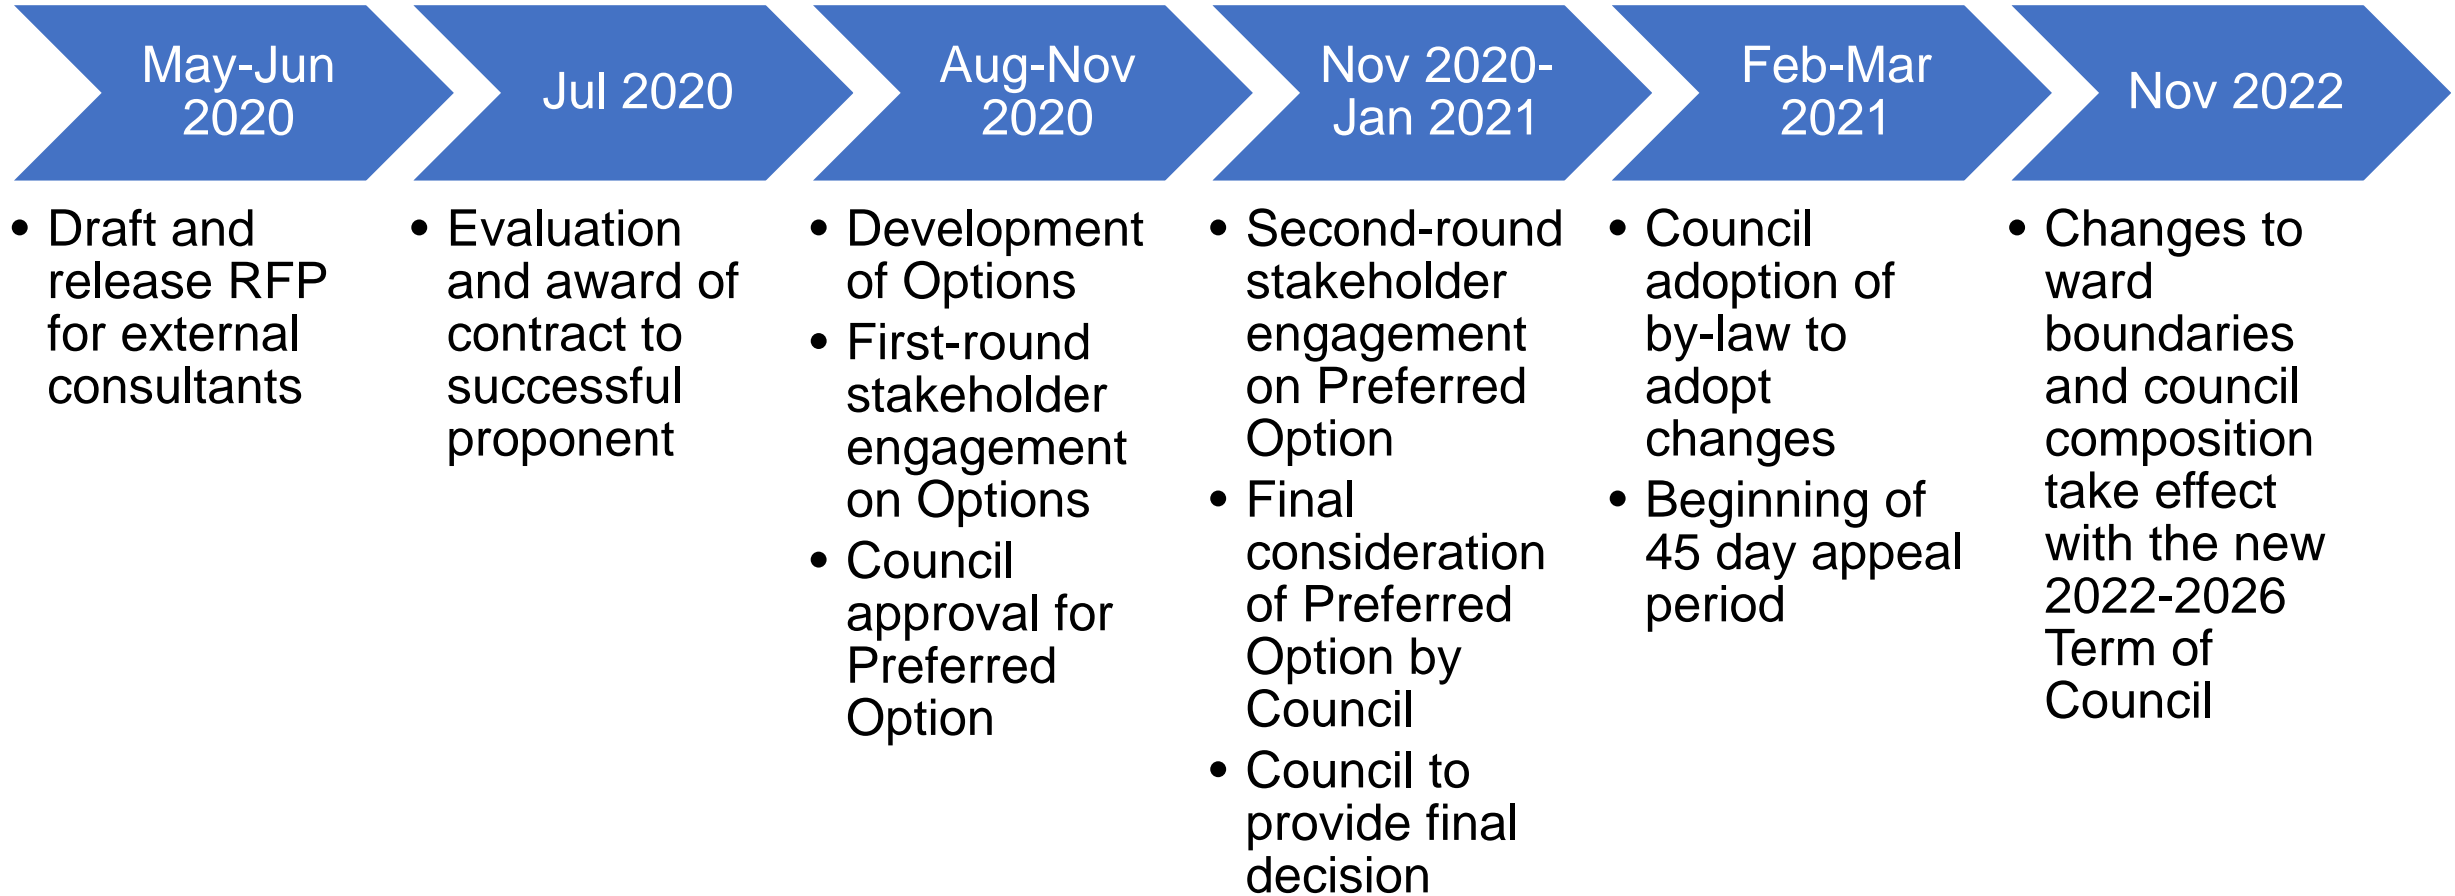 May-Jun
2020
• Draft and
release RFP
for external
consultants
Jul 2020
• Evaluation
and award of
contract to
successful
proponent
Aug-Nov
2020
• Development
of Options
• First-round
stakeholder
engagement
on Options
• Council
approval for
Preferred
Option
Nov 2020-
Jan 2021
• Second-round
stakeholder
engagement
on Preferred
Option
• Final
consideration
of Preferred
Option by
Council
• Council to
provide final
decision
Feb-Mar
2021
• Council
adoption of
by-law to
adopt
changes
• Beginning of
45 day appeal
period
Nov 2022
• Changes to
ward
boundaries
and council
composition
take effect
with the new
2022-2026
Term of
Council